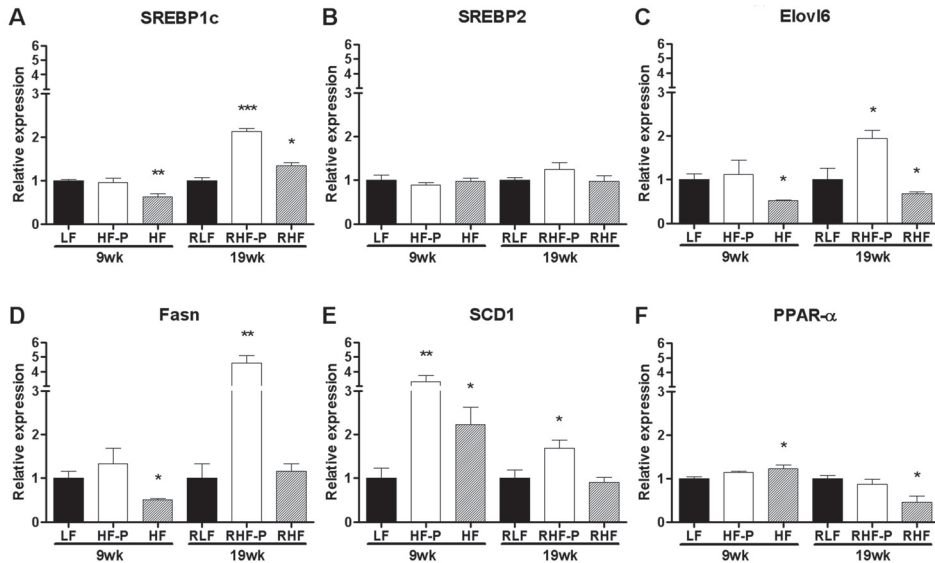 A SREBP1c
Relative expression
6
5
4
3
2
1
0
**
***
*
LF HF-P HF RLF RHF-P RHF
9wk 19wk
B SREBP2
Relative expression
6
5
4
3
2
1
0
LF HF-P HF RLF RHF-P RHF
9wk 19wk
C Elovl6
Relative expression
6
5
4
3
2
1
0
*
*
*
LF HF-P HF RLF RHF-P RHF
9wk 19wk
D Fasn
Relative expression
6
5
4
3
2
1
0
*
**
LF HF-P HF RLF RHF-P RHF
9wk 19wk
E SCD1
Relative expression
6
5
4
3
2
1
0
**
*
*
LF HF-P HF RLF RHF-P RHF
9wk 19wk
F PPAR-α
Relative expression
6
5
4
3
2
1
0
*
*
LF HF-P HF RLF RHF-P RHF
9wk 19wk